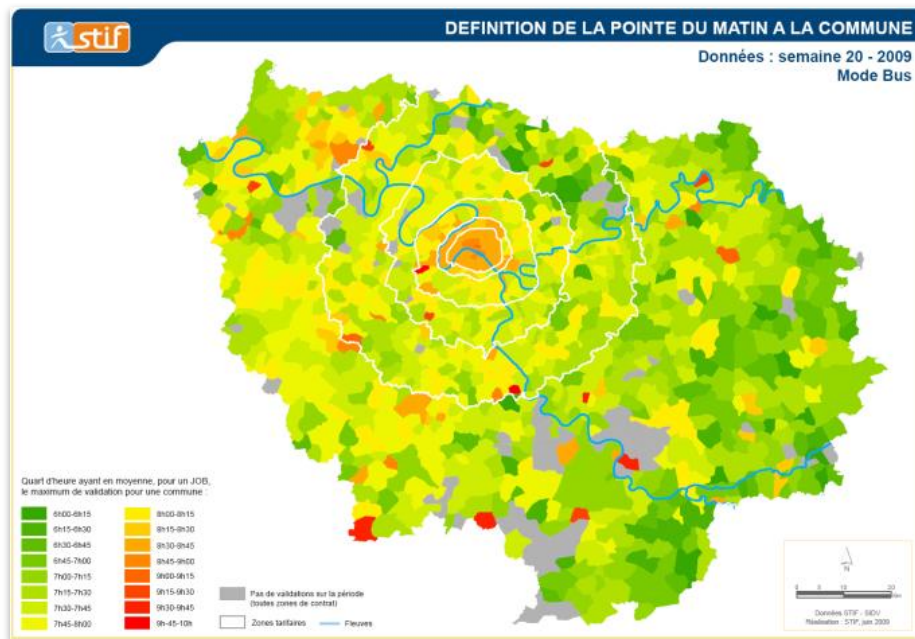 stif
DEFINITION DE LA POINTE DU MATIN A LA COMMUNE
Données : semaine 20 - 2009
Mode Bus
Quart d'heure ayant en moyenne, pour un JOB,
le maximum de validation pour une commune :
6h00-6h15
6h15-6h30
6h30-6h45
6h45-7h00
7h00-7h15
7h15-7h30
7h30-7h45
7h45-8h00
8h00-8h15
8h15-8h30
8h30-8h45
8h45-9h00
9h00-9h15
9h15-9h30
9h30-9h45
9h-45-10h
Pas de validations sur la période
(toutes zones de contrat)
Zones tarifaires
Fleuves
N
0 5 10 20
Données STIF - SIDV
Réalisation : STIF, juin 2009